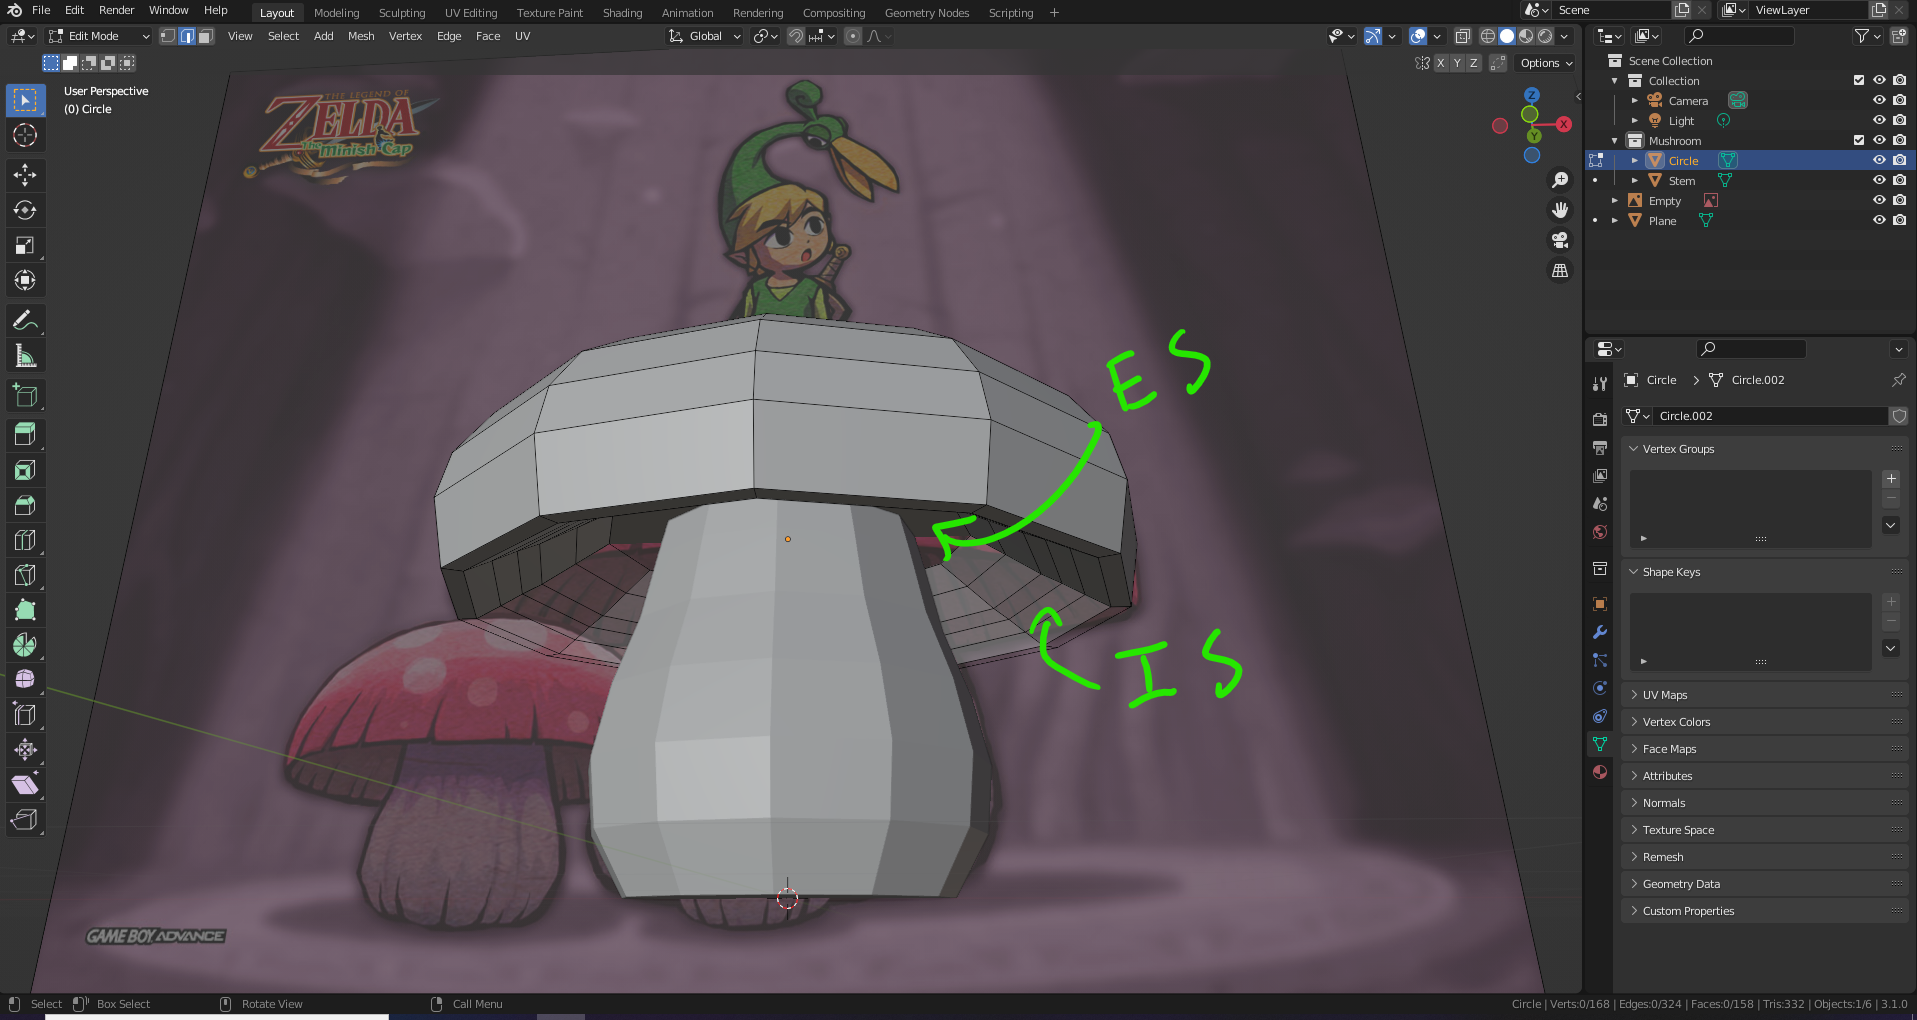 File Edit Render Window Help Layout Modeling Sculpting UV Editing Texture Paint Shading Animation Rendering Compositing Geometry Nodes Scripting + Scene ViewLayer
Edit Mode View Select Add Mesh Vertex Edge Face UV Global
X Y Z Options
User Perspective
(0) Circle
Z
X
Y
THE LEGEND OF
ZELDA
The Minish Cap
E S
I S
GAME BOY ADVANCE
Scene Collection
Collection
Camera
Light
Mushroom
Circle
Stem
Empty
Plane
Circle > Circle.002
Circle.002
Vertex Groups
Shape Keys
UV Maps
Vertex Colors
Face Maps
Attributes
Normals
Texture Space
Remesh
Geometry Data
Custom Properties
Select Box Select Rotate View Call Menu Circle | Verts:0/168 | Edges:0/324 | Faces:0/158 | Tris:332 | Objects:1/6 | 3.1.0